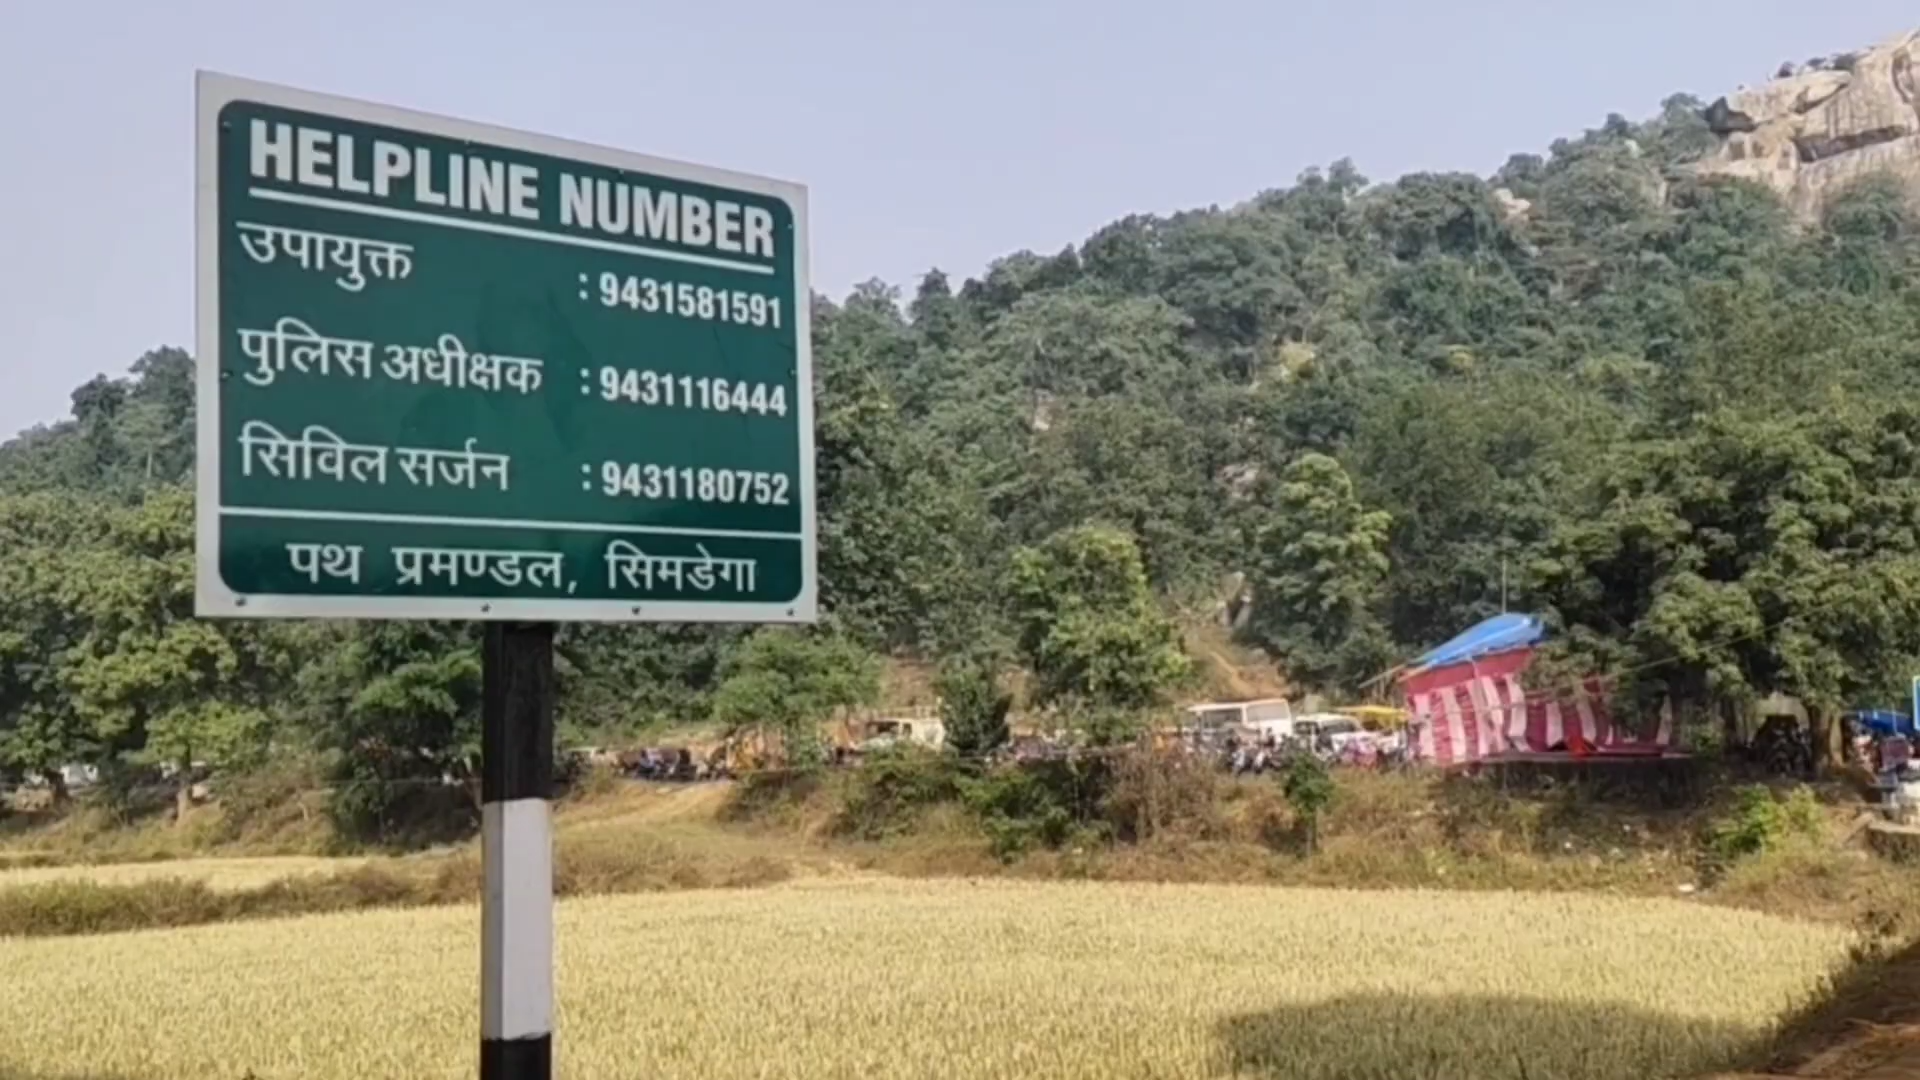 HELPLINE NUMBER
उपायुक्त : 9431581591
पुलिस अधीक्षक : 9431116444
सिविल सर्जन : 9431180752
पथ प्रमण्डल, सिमडेगा